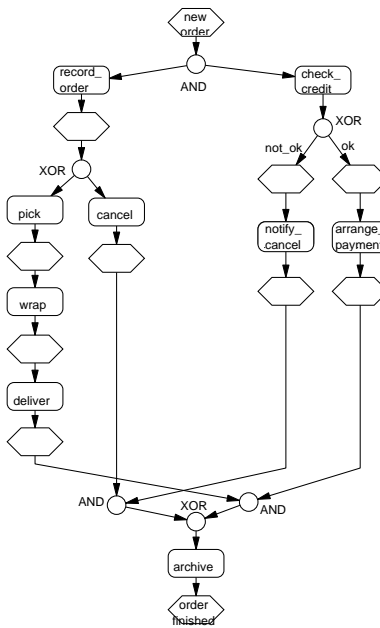 new
order
AND
record_
order
check_
credit
XOR
not_ok
ok
XOR
pick
cancel
notify_
cancel
arrange_
payment
wrap
deliver
AND
XOR
AND
archive
order
finished